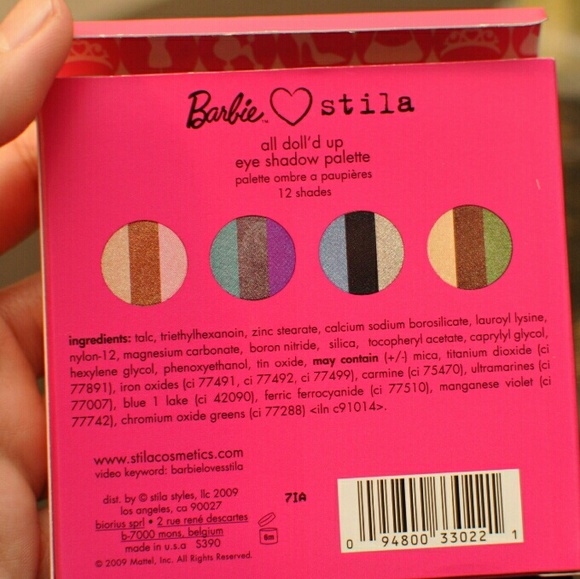 Barbie™ ♡ stila
all doll'd up
eye shadow palette
palette ombre a paupières
12 shades
ingredients: talc, triethylhexanoin, zinc stearate, calcium sodium borosilicate, lauroyl lysine,
nylon-12, magnesium carbonate, boron nitride, silica, tocopheryl acetate, caprylyl glycol,
hexylene glycol, phenoxyethanol, tin oxide, may contain (+/-) mica, titanium dioxide (ci
77891), iron oxides (ci 77491, ci 77492, ci 77499), carmine (ci 75470), ultramarines (ci
77007), blue 1 lake (ci 42090), ferric ferrocyanide (ci 77510), manganese violet (ci
77742), chromium oxide greens (ci 77288) <iln c91014>.
www.stilacosmetics.com
video keyword: barbielovesstila
dist. by © stila styles, llc 2009
los angeles, ca 90027
biorius sprl • 2 rue rené descartes
b-7000 mons, belgium
made in u.s.a 5390
© 2009 Mattel, Inc. All Rights Reserved.
71A
6m
0 94800 33022 1